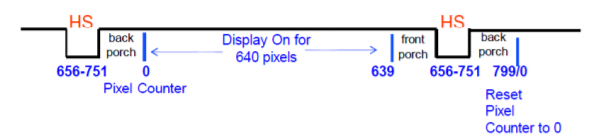 HS
back
porch
Display On for
640 pixels
front
porch
HS
back
porch
656-751
0
639
656-751
799/0
Pixel Counter
Reset
Pixel
Counter to 0